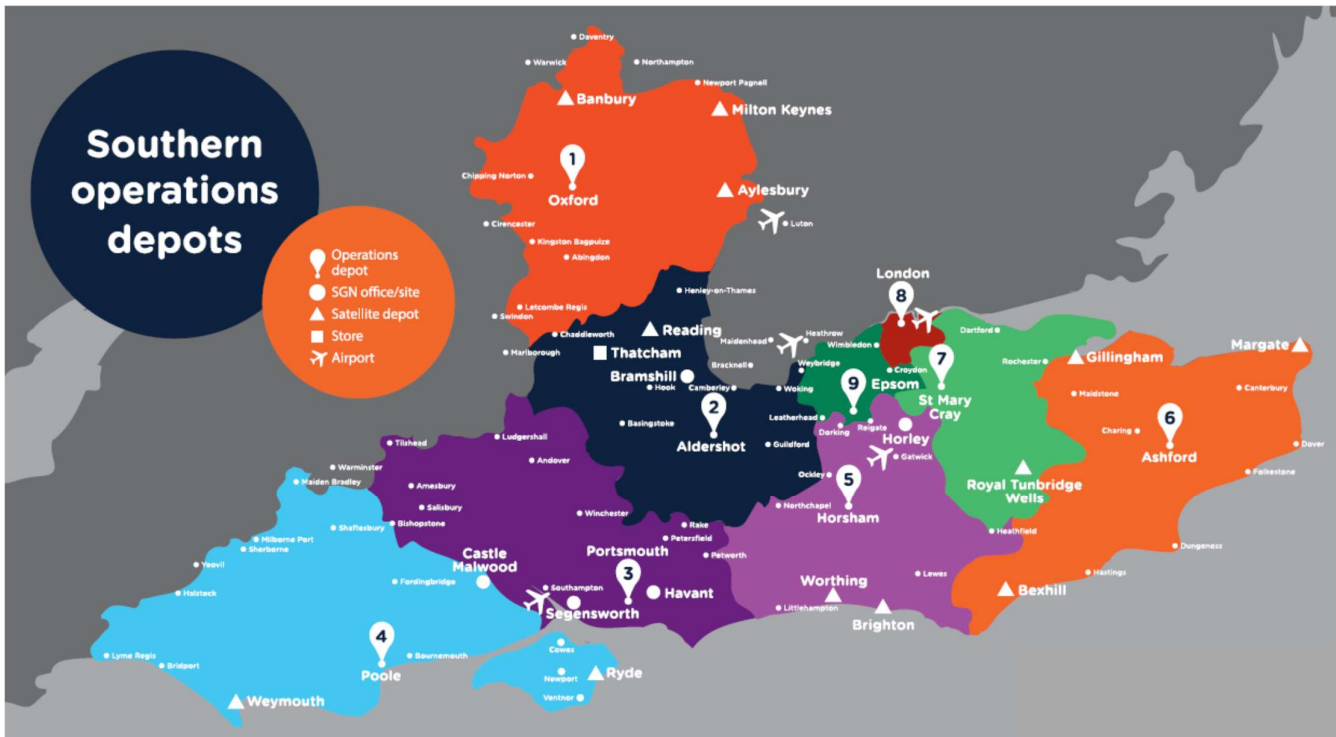 Southern
operations
depots
Operations
depot
SGN office/site
Satellite depot
Store
Airport
Daventry
Warwick
Northampton
Newport Pagnell
Banbury
Milton Keynes
1
Chipping Norton
Oxford
Aylesbury
Cirencester
Luton
Kingston Bagpuize
Abingdon
London
Henley-on-Thames
8
Letcombe Regis
Swindon
Chaddleworth
Reading
Dartford
Marlborough
Thatcham
Maidenhead
Heathrow
Wimbledon
7
Rochester
Gillingham
Margate
Bramshill
Bracknell
Weybridge
Croydon
9
Epsom
Hook
Camberley
Woking
St Mary
Cray
Maidstone
Canterbury
2
6
Basingstoke
Leatherhead
Dorking
Reigate
Horley
Charing
Aldershot
Guildford
Ashford
Dover
Tilshead
Ludgershall
Andover
Gatwick
Warminster
Maiden Bradley
Ockley
Folkestone
Amesbury
5
Royal Tunbridge
Wells
Salisbury
Winchester
Northchapel
Horsham
Shaftesbury
Bishopstone
Rake
Heathfield
Milborne Port
Sherborne
Petersfield
Dungeness
Castle
Malwood
Portsmouth
Petworth
Yeovil
3
Lewes
Hastings
Fordingbridge
Southampton
Havant
Worthing
Bexhill
Halstock
Segensworth
Littlehampton
Brighton
4
Cowes
Lyme Regis
Bridport
Bournemouth
Poole
Newport
Ryde
Weymouth
Ventnor